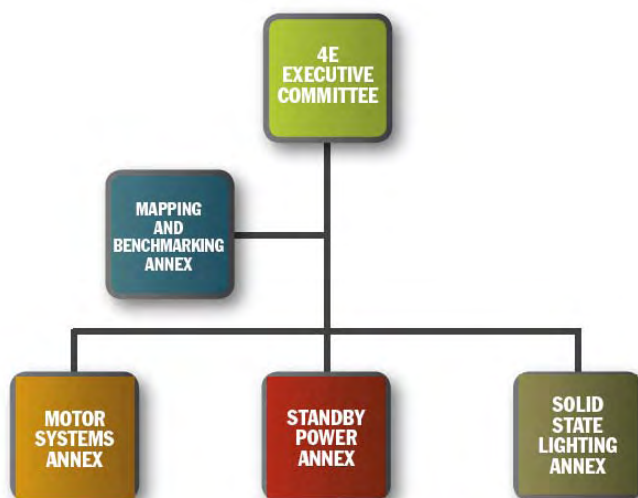 4E
EXECUTIVE
COMMITTEE
MAPPING
AND
BENCHMARKING
ANNEX
MOTOR
SYSTEMS
ANNEX
STANDBY
POWER
ANNEX
SOLID
STATE
LIGHTING
ANNEX